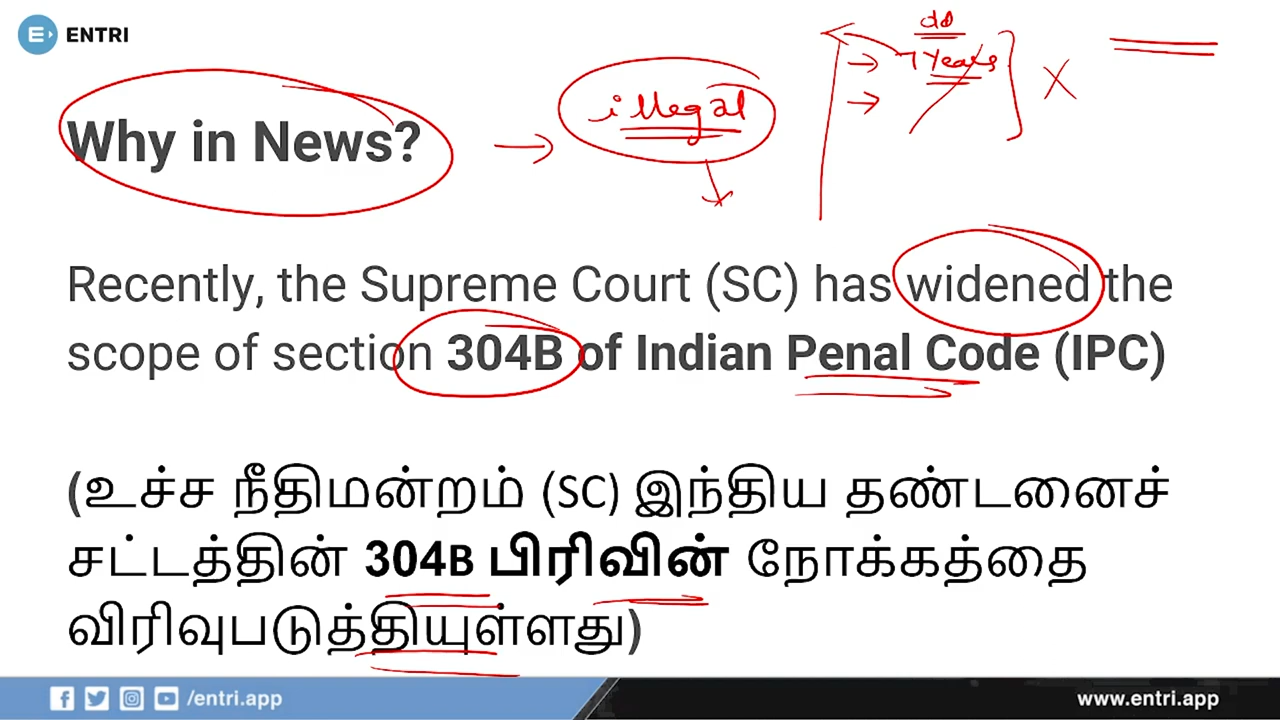 ENTRI
7 Years
Why in News?
illegal
Recently, the Supreme Court (SC) has widened the
scope of section 304B of Indian Penal Code (IPC)
(உச்ச நீதிமன்றம் (SC) இந்திய தண்டனைச்
சட்டத்தின் 304B பிரிவின் நோக்கத்தை
விரிவுபடுத்தியுள்ளது)
/entri.app
www.entri.app